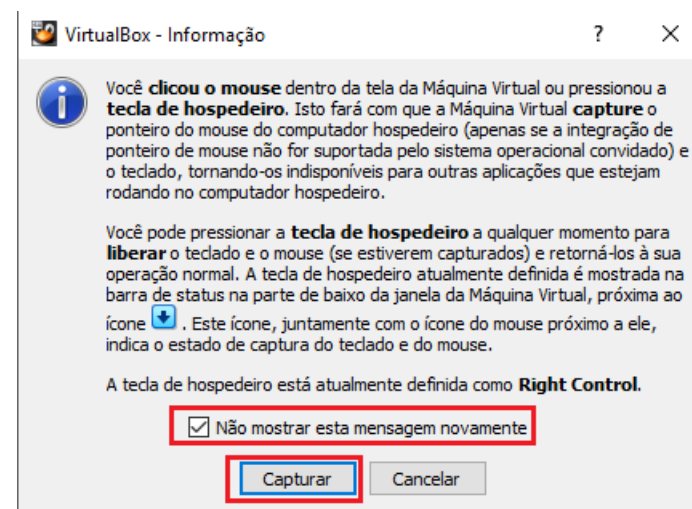 VirtualBox - Informação ? ×
Você clicou o mouse dentro da tela da Máquina Virtual ou pressionou a
tecla de hospedeiro. Isto fará com que a Máquina Virtual capture o
ponteiro do mouse do computador hospedeiro (apenas se a integração de
ponteiro de mouse não for suportada pelo sistema operacional convidado) e
o teclado, tornando-os indisponíveis para outras aplicações que estejam
rodando no computador hospedeiro.
Você pode pressionar a tecla de hospedeiro a qualquer momento para
liberar o teclado e o mouse (se estiverem capturados) e retorná-los à sua
operação normal. A tecla de hospedeiro atualmente definida é mostrada na
barra de status na parte de baixo da janela da Máquina Virtual, próxima ao
ícone . Este ícone, juntamente com o ícone do mouse próximo a ele,
indica o estado de captura do teclado e do mouse.
A tecla de hospedeiro está atualmente definida como Right Control.
Não mostrar esta mensagem novamente
Capturar Cancelar